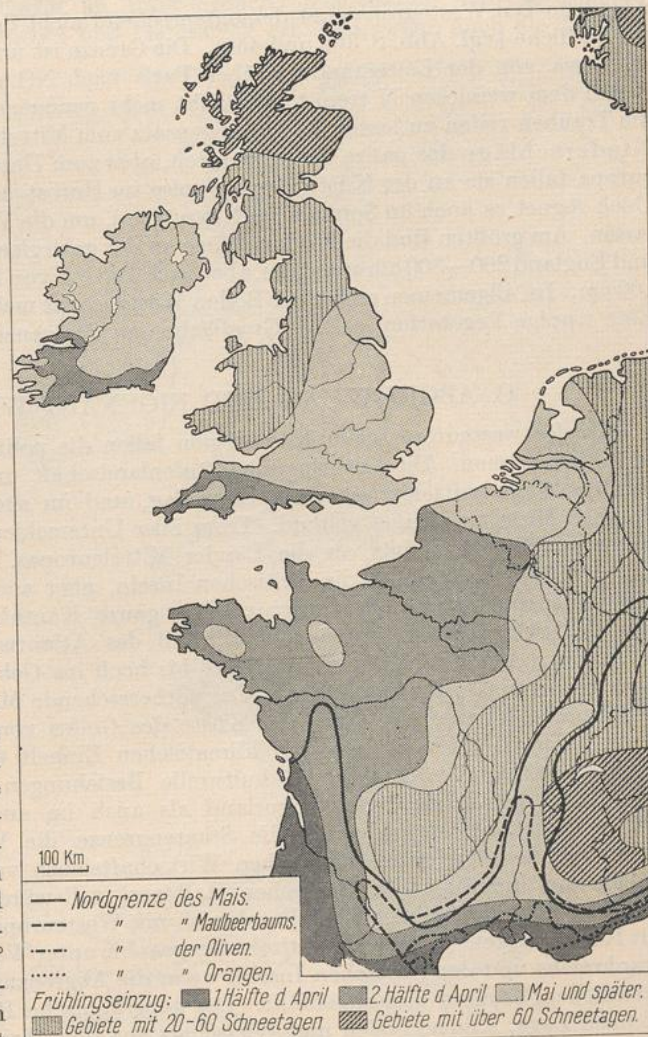 100 Km
Nordgrenze des Mais.
" " Maulbeerbaums.
" der Oliven.
" " Orangen.
Frühlingseinzug: 1.Hälfte d. April 2.Hälfte d. April Mai und später.
Gebiete mit 20-60 Schneetagen Gebiete mit über 60 Schneetagen.